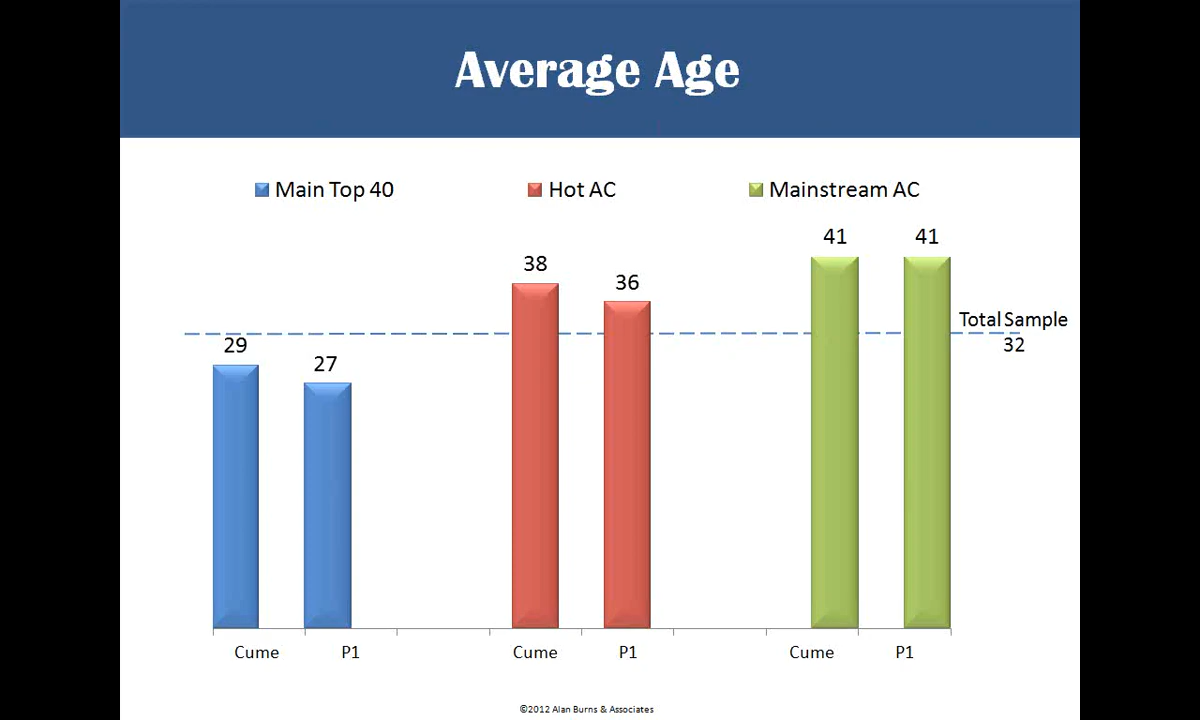 Average Age
Main Top 40
Hot AC
Mainstream AC
41
41
38
36
Total Sample
32
29
27
Cume
P1
Cume
P1
Cume
P1
©2012 Alan Burns & Associates